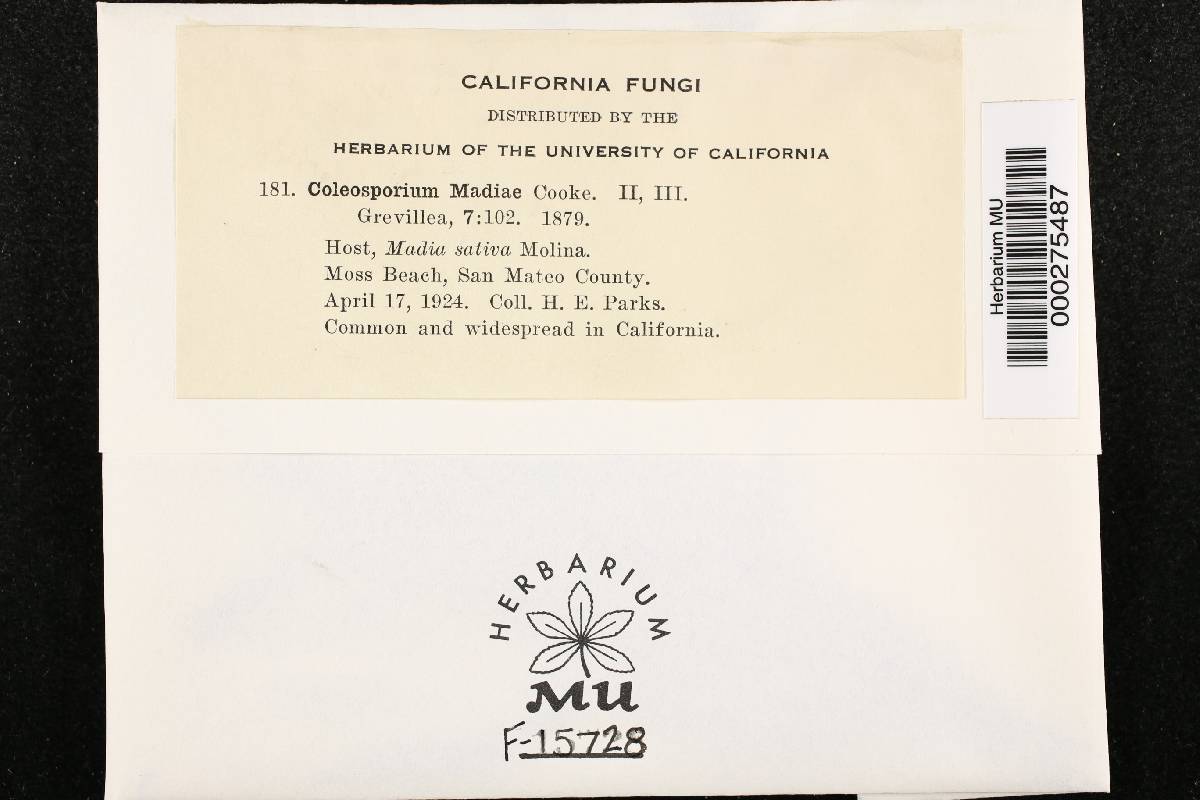 CALIFORNIA FUNGI
DISTRIBUTED BY THE
HERBARIUM OF THE UNIVERSITY OF CALIFORNIA
181. Coleosporium Madiae Cooke. II, III.
Grevillea, 7:102. 1879.
Host, Madia sativa Molina.
Moss Beach, San Mateo County.
April 17, 1924. Coll. H. E. Parks.
Common and widespread in California.
Herbarium MU
000275487
HERBARIUM
MU
F-15728